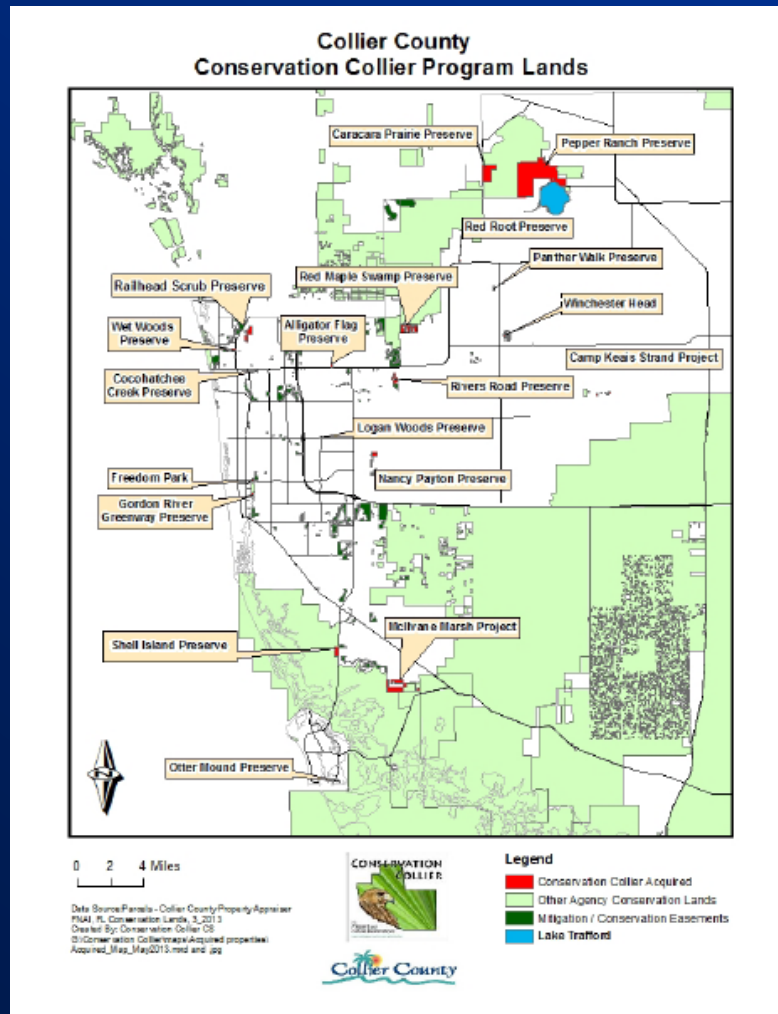 Collier County
Conservation Collier Program Lands
Caracara Prairie Preserve
Pepper Ranch Preserve
Red Root Preserve
Panther Walk Preserve
Red Maple Swamp Preserve
Railhead Scrub Preserve
Winchester Head
Wet Woods
Preserve
Alligator Flag
Preserve
Camp Keais Strand Project
Cocohatchee
Creek Preserve
Rivers Road Preserve
Logan Woods Preserve
Freedom Park
Nancy Payton Preserve
Gordon River
Greenway Preserve
McIlvane Marsh Project
Shell Island Preserve
Otter Mound Preserve
N
0 2 4 Miles
Data Source: Parcels - Collier County Property Appraiser
FNAI, FL Conservation Lands, 3_2013
Created By: Conservation Collier CS
G:\Conservation Collier\maps\Acquired properties\
Acquired_Map_May2013.mxd and jpg
CONSERVATION
COLLIER
Collier County
Legend
Conservation Collier Acquired
Other Agency Conservation Lands
Mitigation / Conservation Easements
Lake Trafford